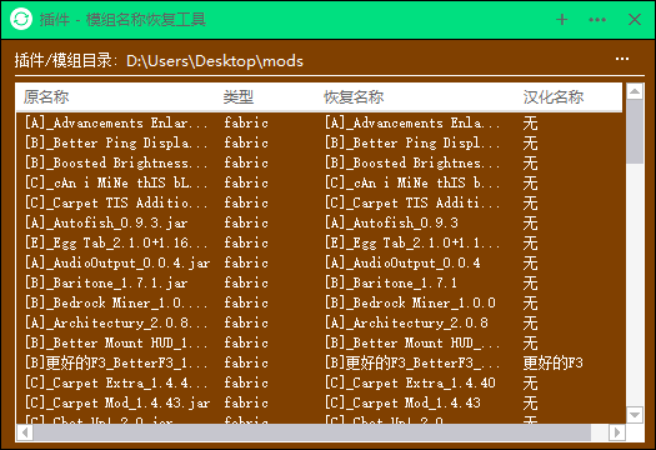 插件 - 模组名称恢复工具
插件/模组目录: D:\Users\Desktop\mods ...
原名称 类型 恢复名称 汉化名称
[A]_Advancements Enlar... fabric [A]_Advancements Enla... 无
[B]_Better Ping Displa... fabric [B]_Better Ping Displ... 无
[B]_Boosted Brightness... fabric [B]_Boosted Brightnes... 无
[C]_cAn i MiNe thIS bL... fabric [C]_cAn i MiNe thIS b... 无
[C]_Carpet TIS Additio... fabric [C]_Carpet TIS Additi... 无
[A]_Autofish_0.9.3.jar fabric [A]_Autofish_0.9.3 无
[E]_Egg Tab_2.1.0+1.16... fabric [E]_Egg Tab_2.1.0+1.1... 无
[A]_AudioOutput_0.0.4.jar fabric [A]_AudioOutput_0.0.4 无
[B]_Baritone_1.7.1.jar fabric [B]_Baritone_1.7.1 无
[B]_Bedrock Miner_1.0.... fabric [B]_Bedrock Miner_1.0.0 无
[A]_Architectury_2.0.8... fabric [A]_Architectury_2.0.8 无
[B]_Better Mount HUD_1... fabric [B]_Better Mount HUD_... 无
[B]更好的F3_BetterF3_1... fabric [B]更好的F3_BetterF3_... 更好的F3
[C]_Carpet Extra_1.4.4... fabric [C]_Carpet Extra_1.4.40 无
[C]_Carpet Mod_1.4.43.jar fabric [C]_Carpet Mod_1.4.43 无
[C]_Chat Up!_2.0.jar fabric [C]_Chat Up!_2.0 无